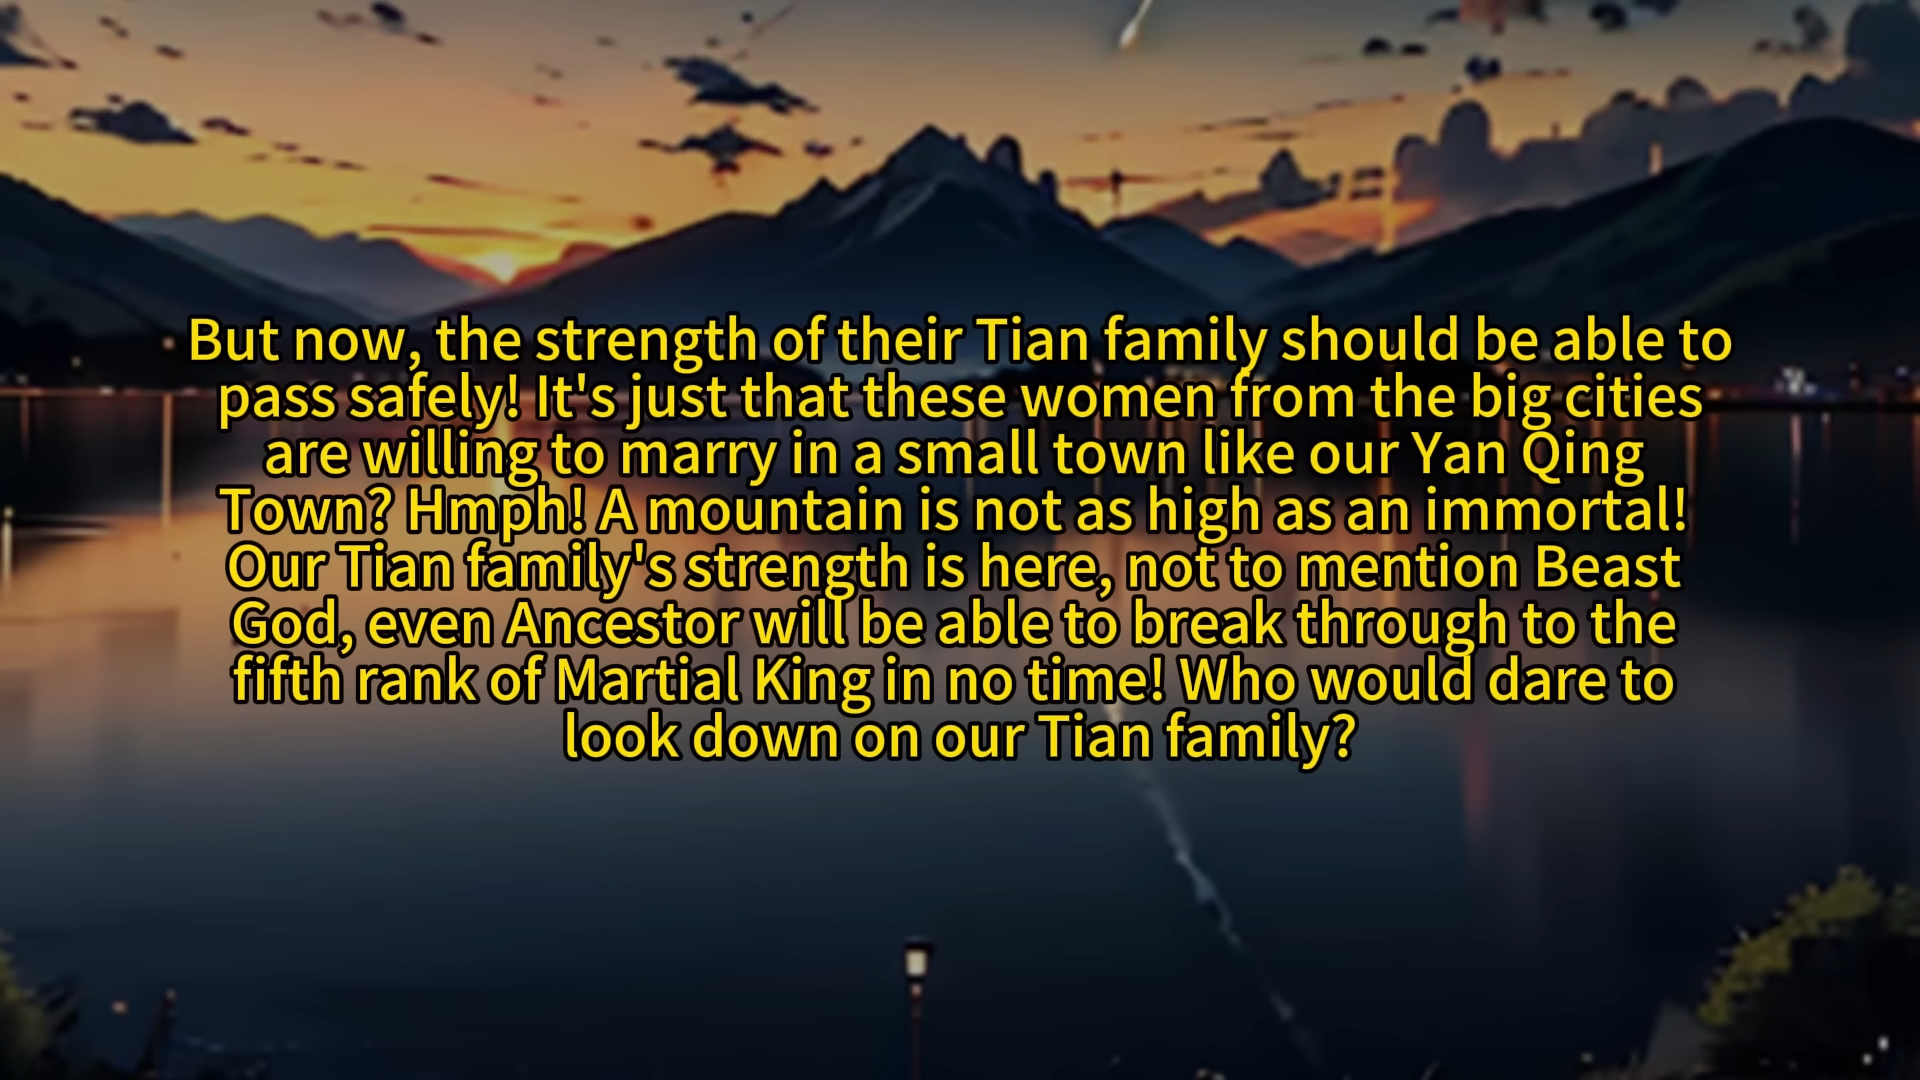 But now, the strength of their Tian family should be able to
pass safely! It's just that these women from the big cities
are willing to marry in a small town like our Yan Qing
Town? Hmph! A mountain is not as high as an immortal!
Our Tian family's strength is here, not to mention Beast
God, even Ancestor will be able to break through to the
fifth rank of Martial King in no time! Who would dare to
look down on our Tian family?